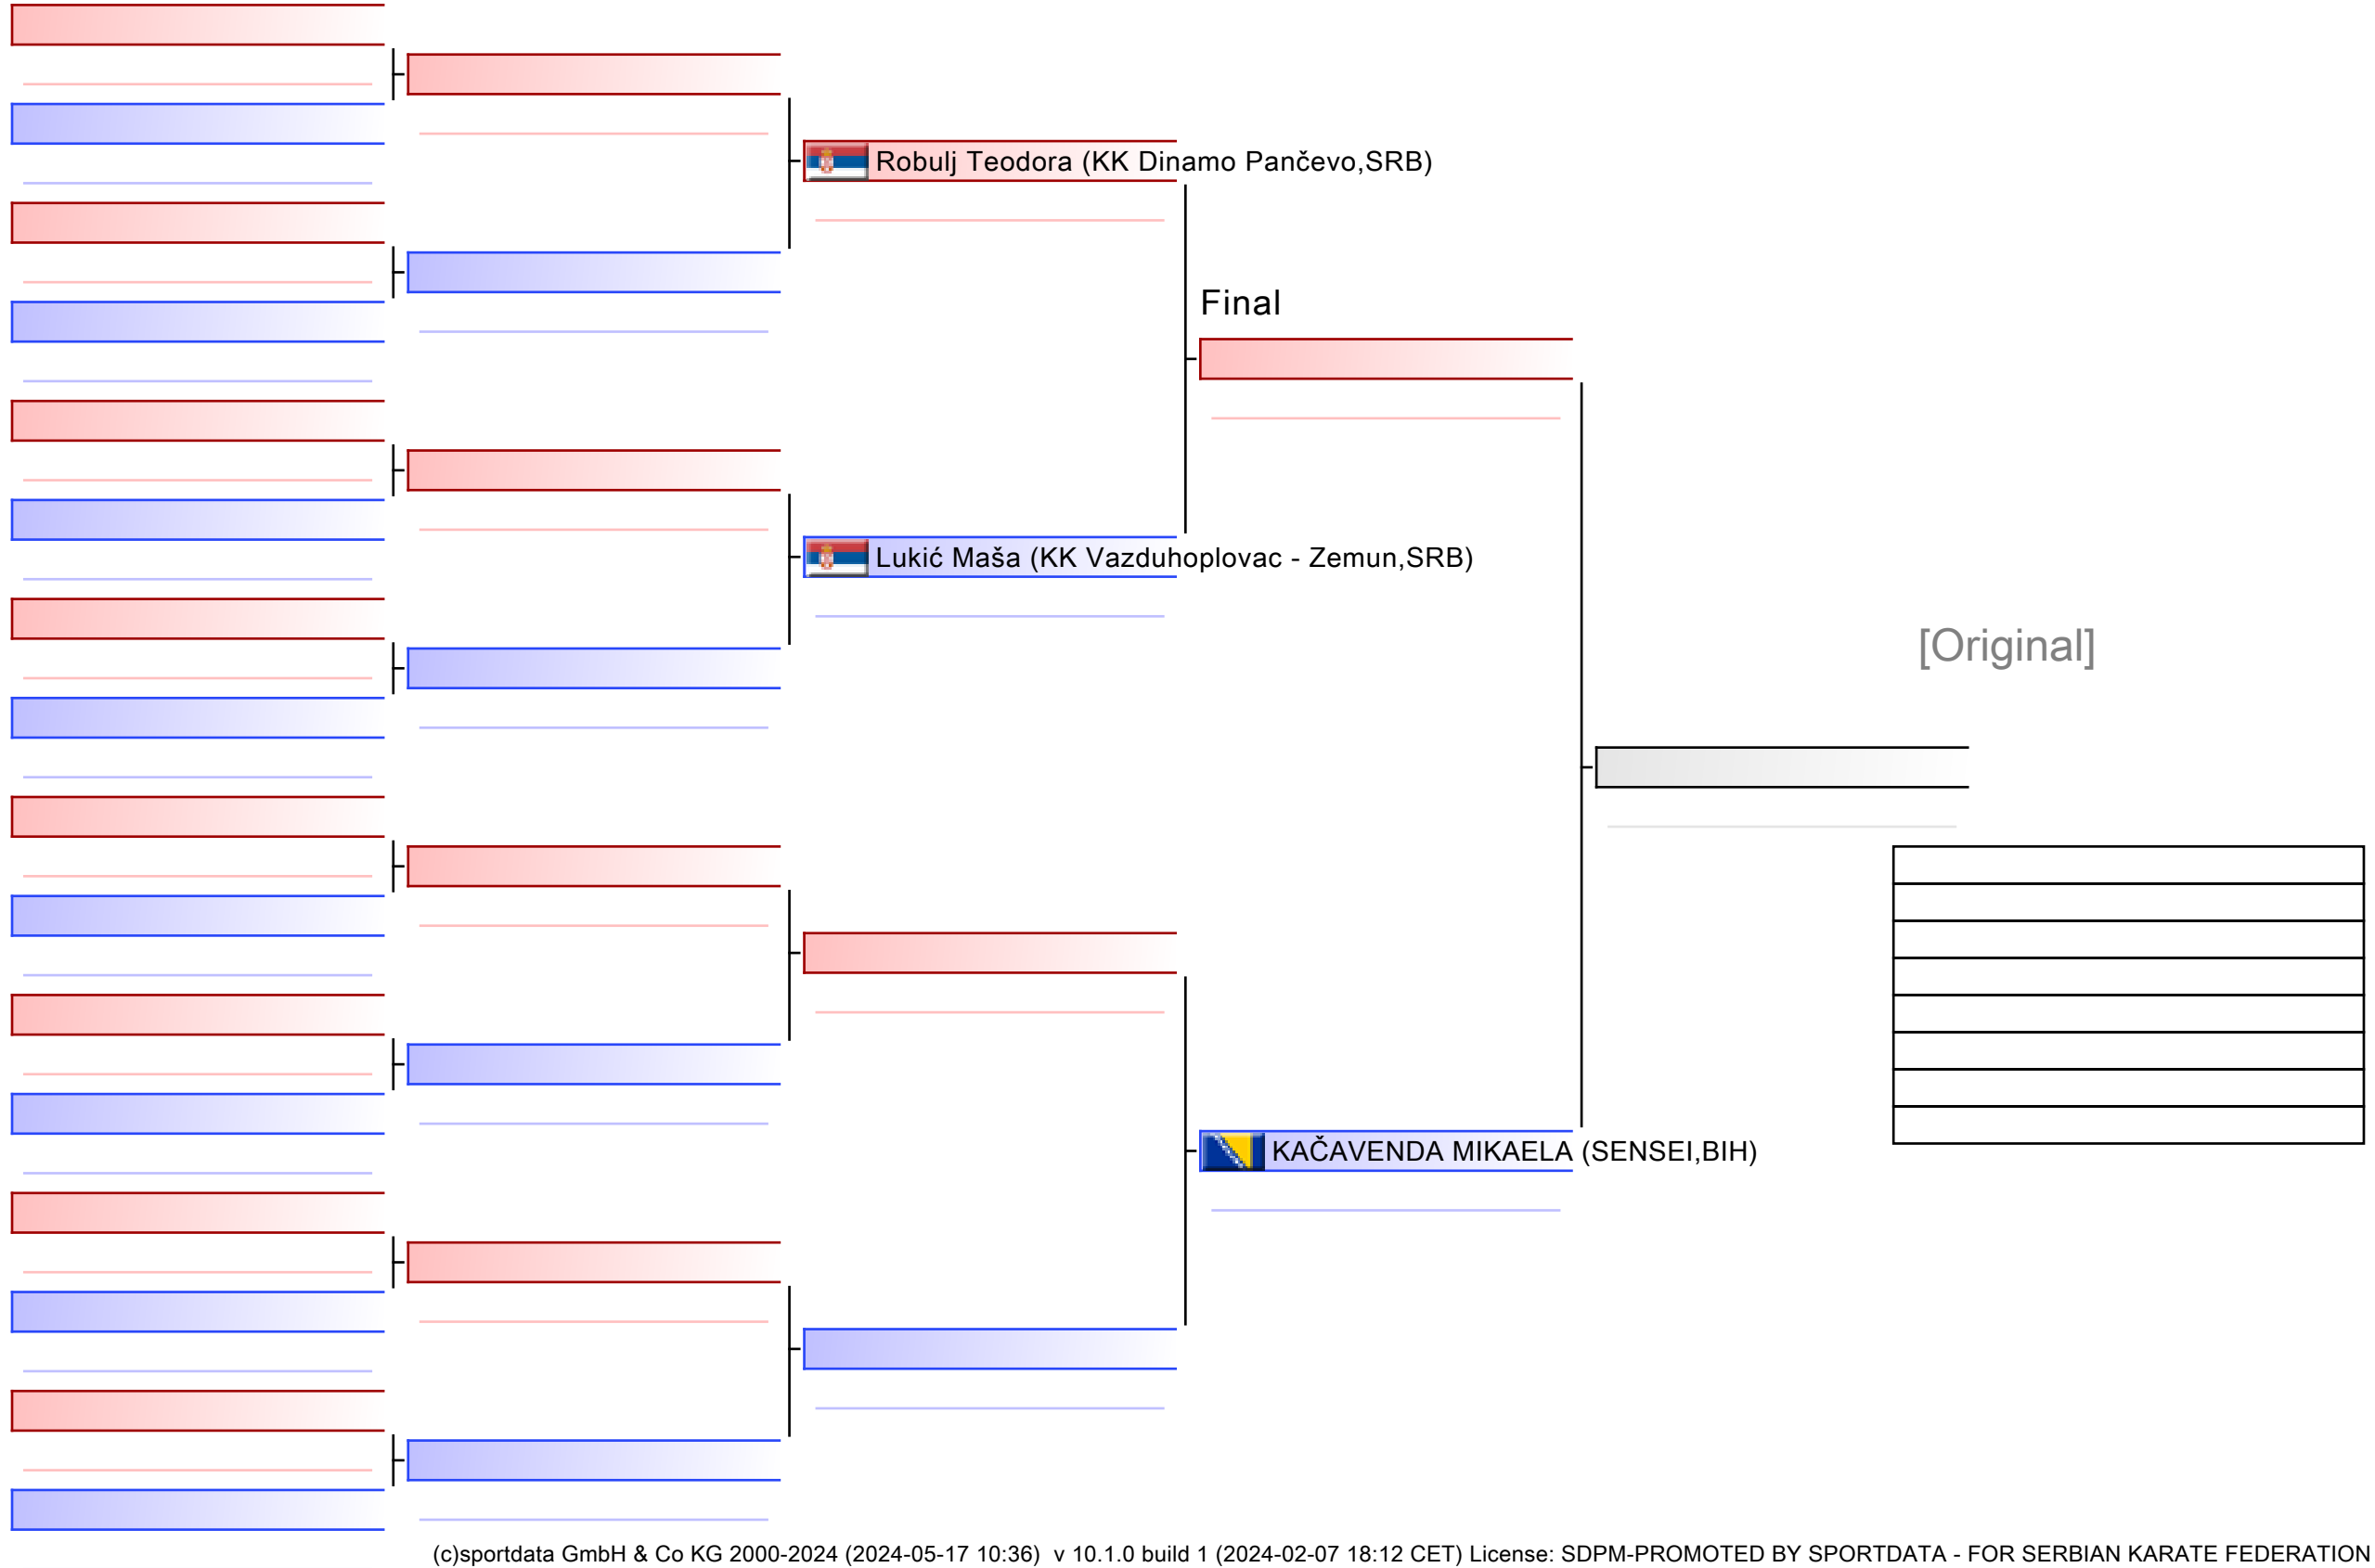 Robulj Teodora (KK Dinamo Pančevo,SRB)
Final
Lukić Maša (KK Vazduhoplovac - Zemun,SRB)
[Original]
KAČAVENDA MIKAELA (SENSEI,BIH)
(c)sportdata GmbH & Co KG 2000-2024 (2024-05-17 10:36) v 10.1.0 build 1 (2024-02-07 18:12 CET) License: SDPM-PROMOTED BY SPORTDATA - FOR SERBIAN KARATE FEDERATION